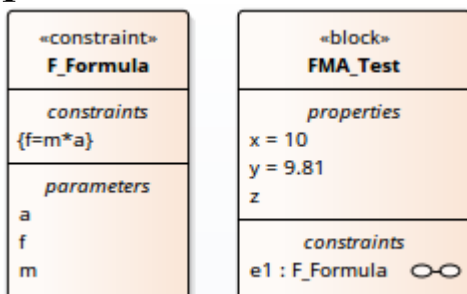 «constraint»
F_Formula
constraints
{f=m*a}
parameters
a
f
m
«block»
FMA_Test
properties
x = 10
y = 9.81
z
constraints
e1 : F_Formula